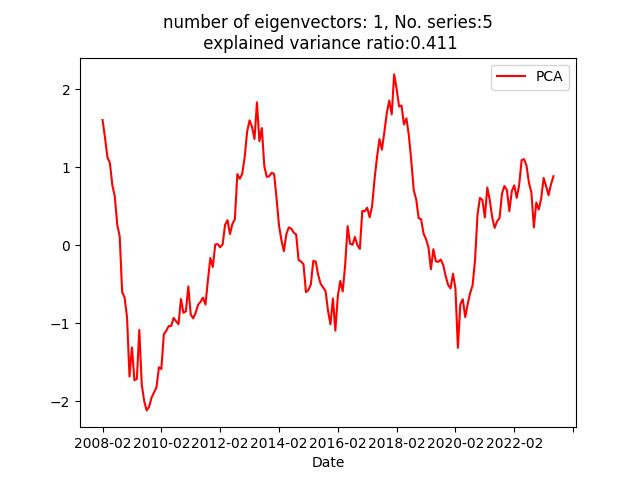 number of eigenvectors: 1, No. series:5
explained variance ratio:0.411
PCA
2
1
0
−1
−2
2008-02 2010-02 2012-02 2014-02 2016-02 2018-02 2020-02 2022-02
Date